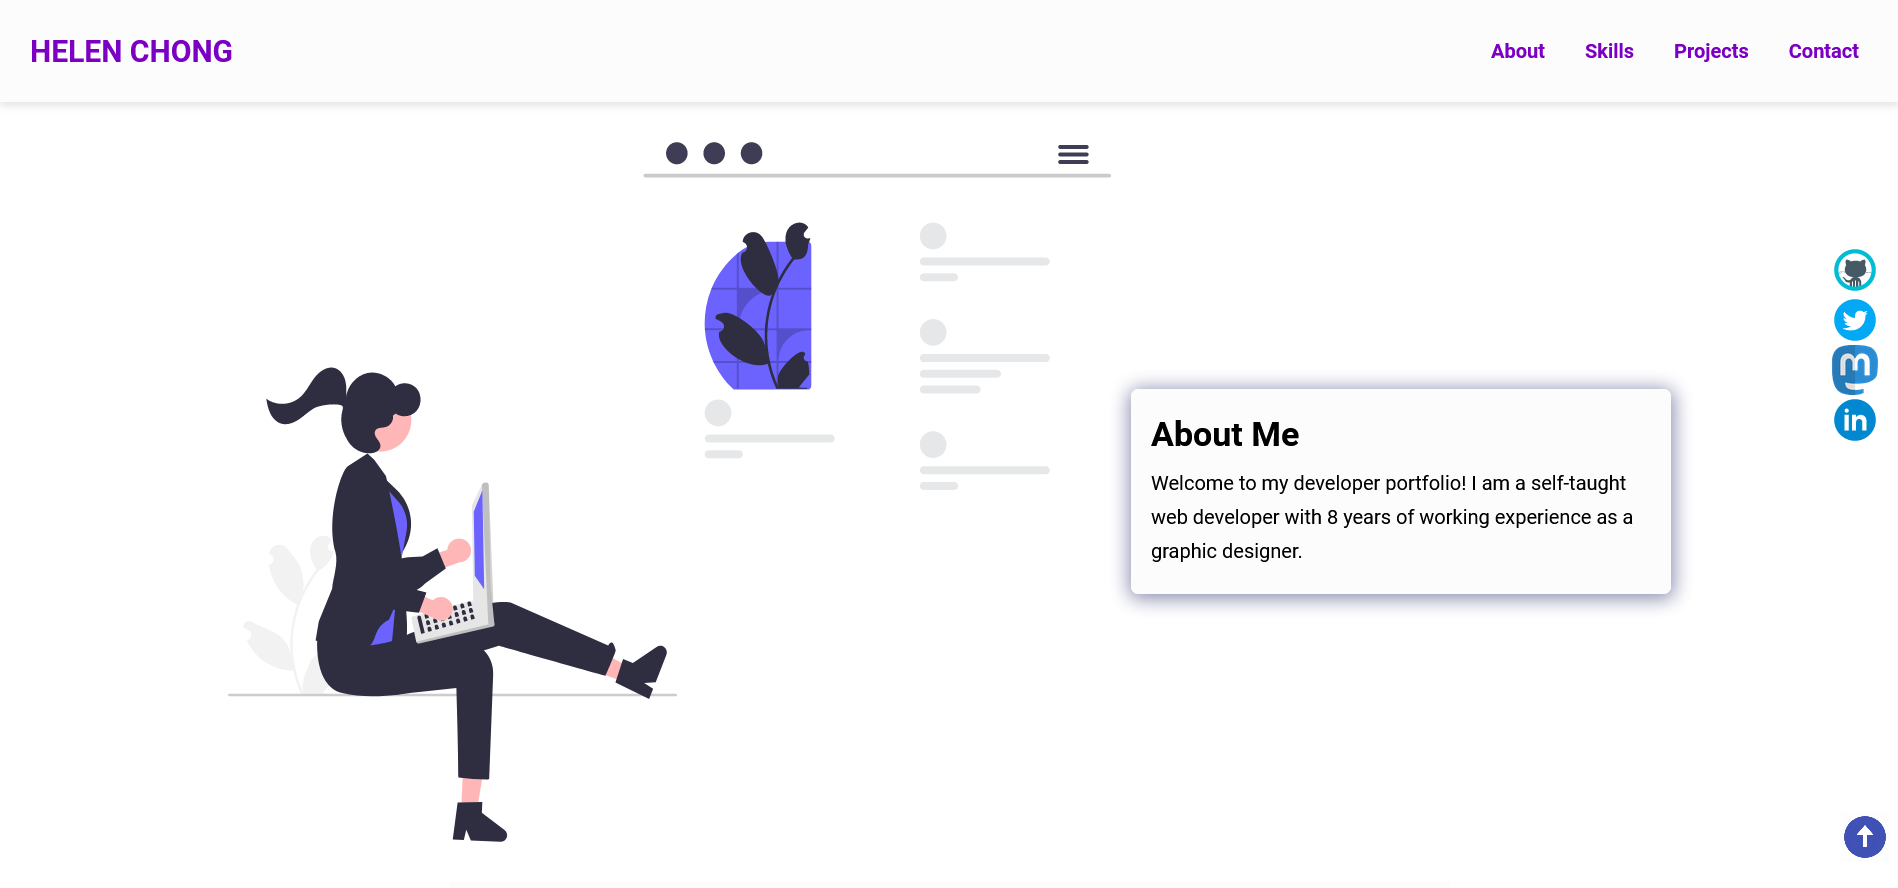 HELEN CHONG
About
Skills
Projects
Contact
About Me
Welcome to my developer portfolio! I am a self-taught
web developer with 8 years of working experience as a
graphic designer.